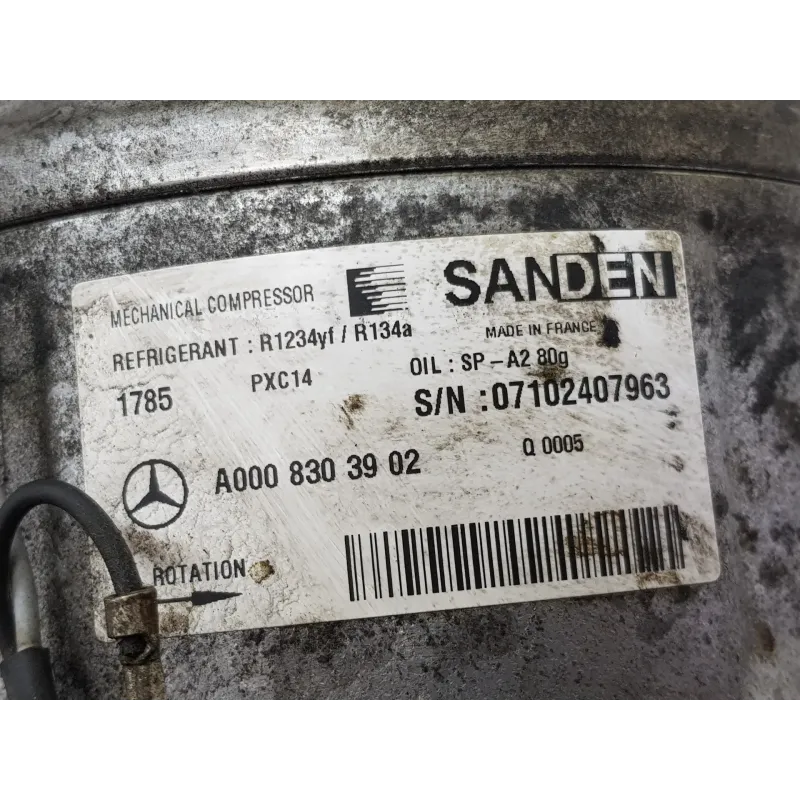 MECHANICAL COMPRESSOR
SANDEN
MADE IN FRANCE
REFRIGERANT : R1234yf / R134a
OIL : SP-A2 80g
1785 PXC14
S/N : 07102407963
A000 830 39 02
Q 0005
ROTATION